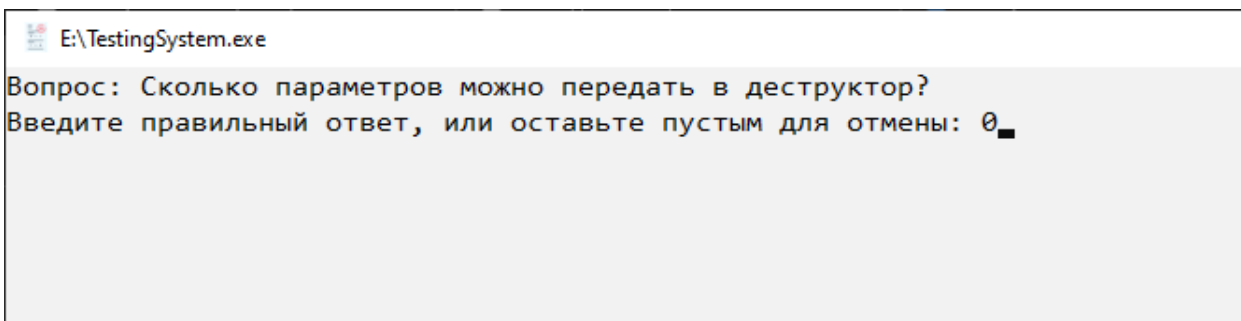 E:\TestingSystem.exe
Вопрос: Сколько параметров можно передать в деструктор?
Введите правильный ответ, или оставьте пустым для отмены: 0